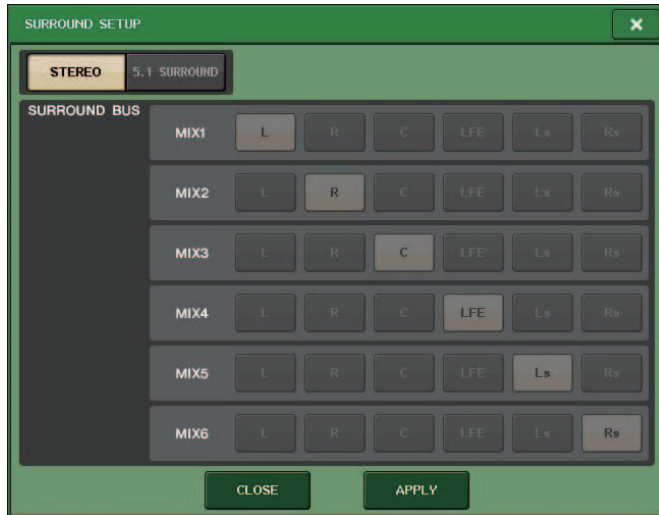 SURROUND SETUP ×
STEREO 5.1 SURROUND
SURROUND BUS
MIX1 L R C LFE Ls Rs
MIX2 L R C LFE Ls Rs
MIX3 L R C LFE Ls Rs
MIX4 L R C LFE Ls Rs
MIX5 L R C LFE Ls Rs
MIX6 L R C LFE Ls Rs
CLOSE APPLY